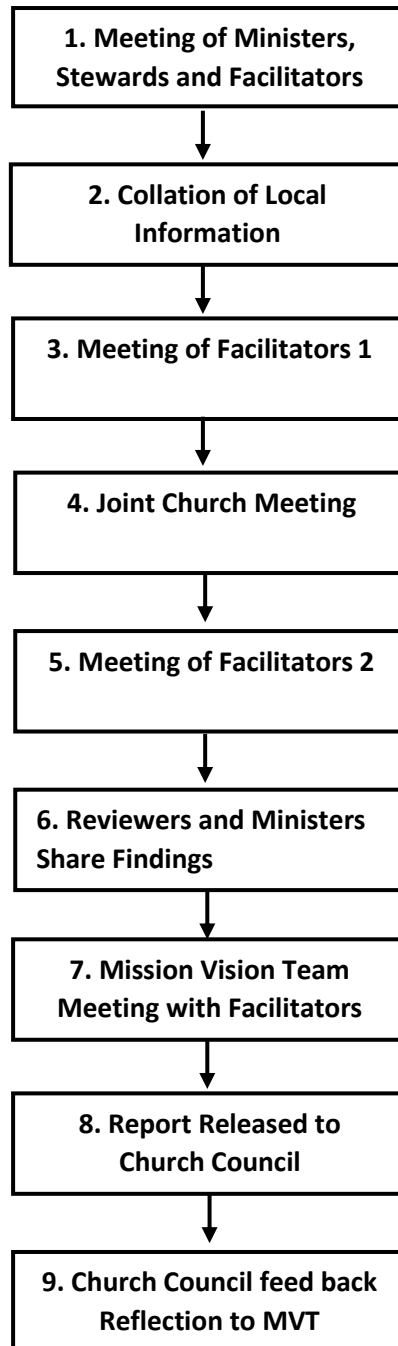 1. Meeting of Ministers,
Stewards and Facilitators
2. Collation of Local
Information
3. Meeting of Facilitators 1
4. Joint Church Meeting
5. Meeting of Facilitators 2
6. Reviewers and Ministers
Share Findings
7. Mission Vision Team
Meeting with Facilitators
8. Report Released to
Church Council
9. Church Council feed back
Reflection to MVT